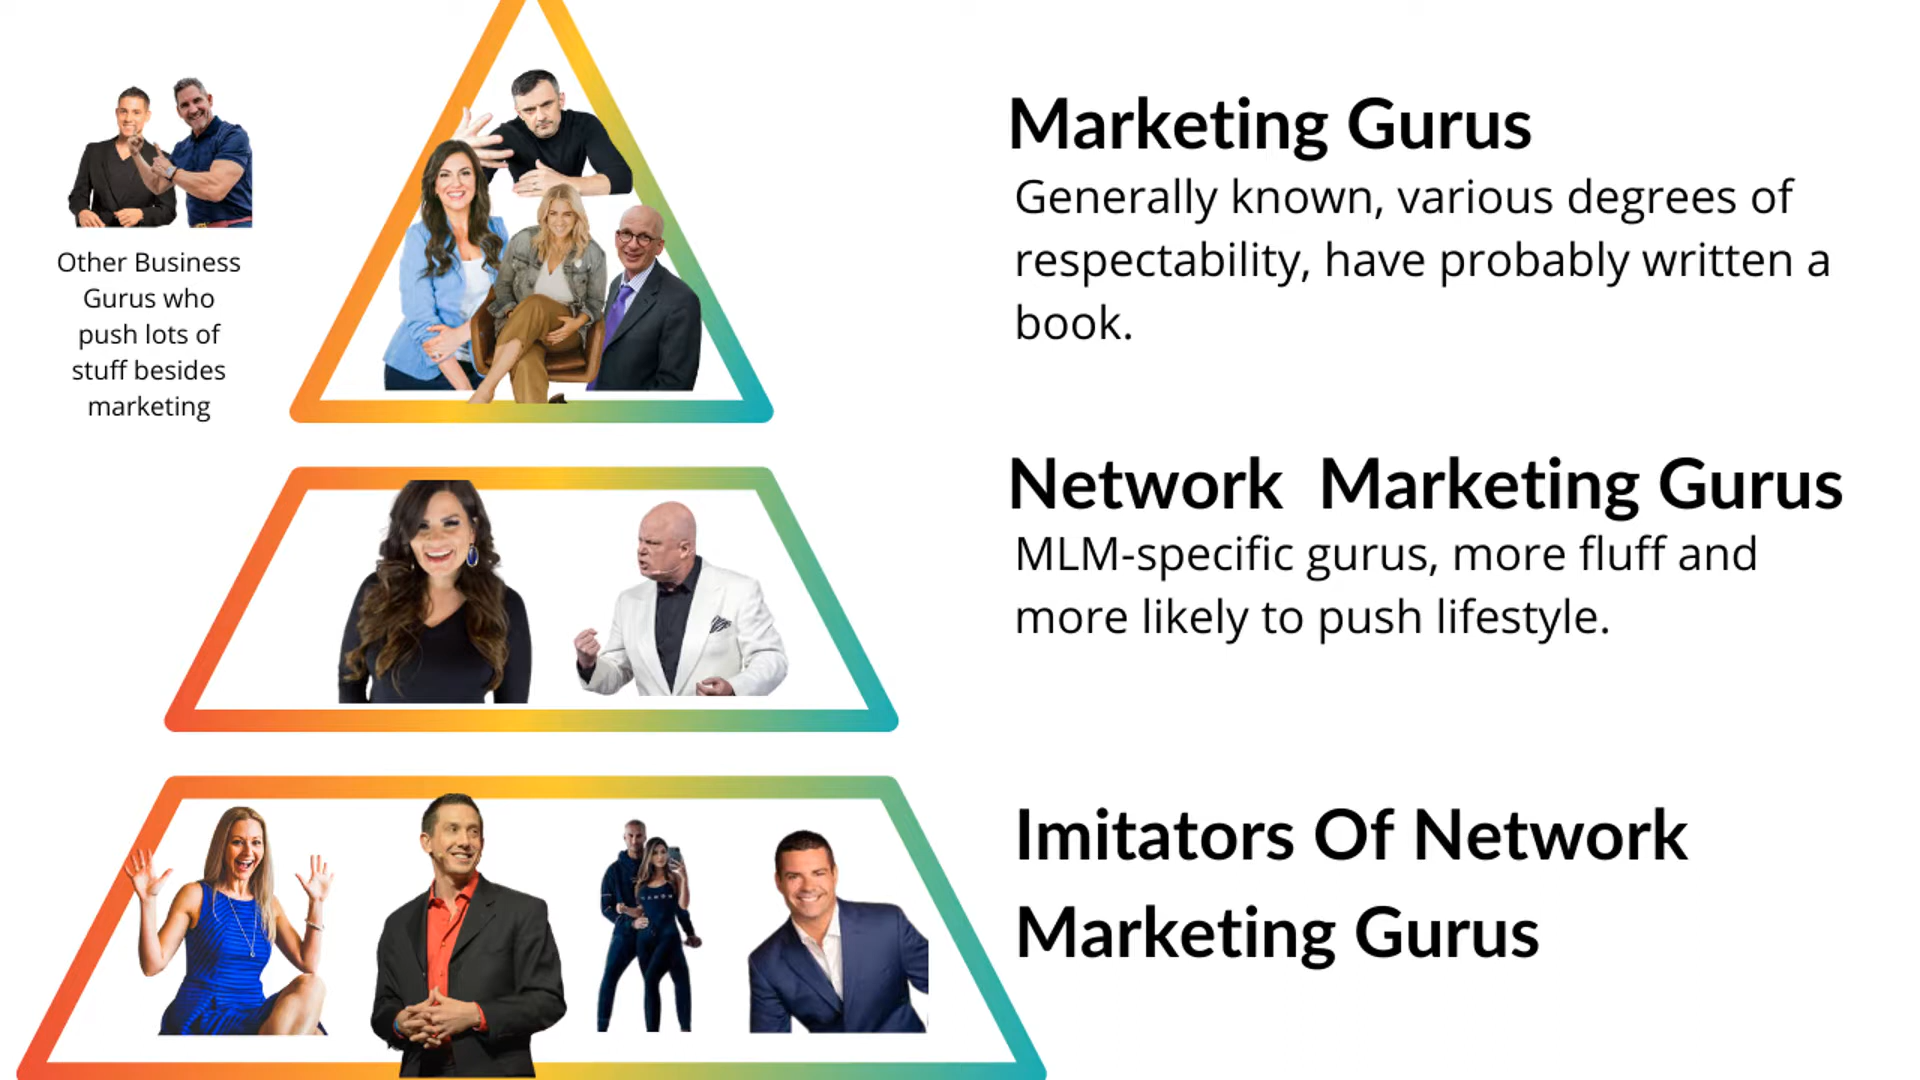 Other Business
Gurus who
push lots of
stuff besides
marketing
Marketing Gurus
Generally known, various degrees of
respectability, have probably written a
book.
Network  Marketing Gurus
MLM-specific gurus, more fluff and
more likely to push lifestyle.
Imitators Of Network
Marketing Gurus